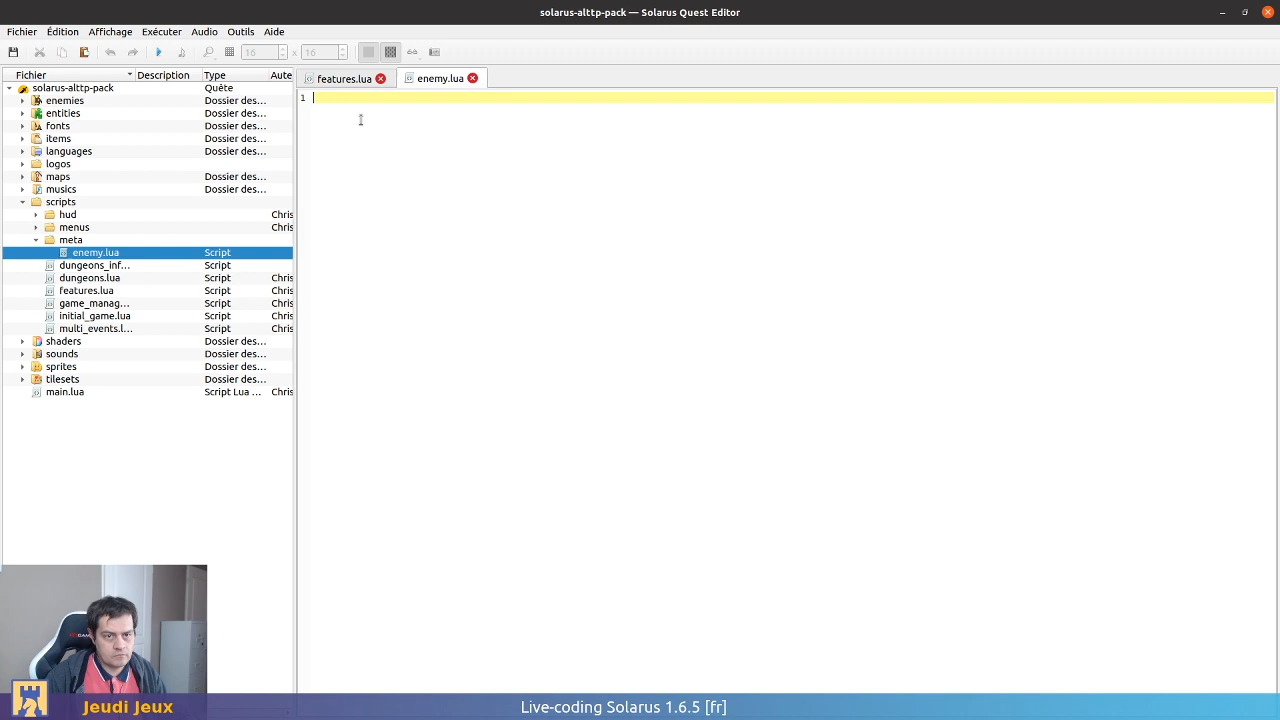 solarus-alttp-pack — Solarus Quest Editor
Fichier Édition Affichage Exécuter Audio Outils Aide
16 x 16
Fichier Description Type Aute
features.lua enemy.lua
1
solarus-alttp-pack Quête
enemies Dossier des...
entities Dossier des...
fonts Dossier des...
items Dossier des...
languages Dossier des...
logos
maps Dossier des...
musics Dossier des...
scripts
hud Chris
menus Chris
meta
enemy.lua Script
dungeons_inf... Script
dungeons.lua Script Chris
features.lua Script Chris
game_manag... Script Chris
initial_game.lua Script Chris
multi_events.l... Script Chris
shaders Dossier des...
sounds Dossier des...
sprites Dossier des...
tilesets Dossier des...
main.lua Script Lua ... Chris
Jeudi Jeux
Live-coding Solarus 1.6.5 [fr]